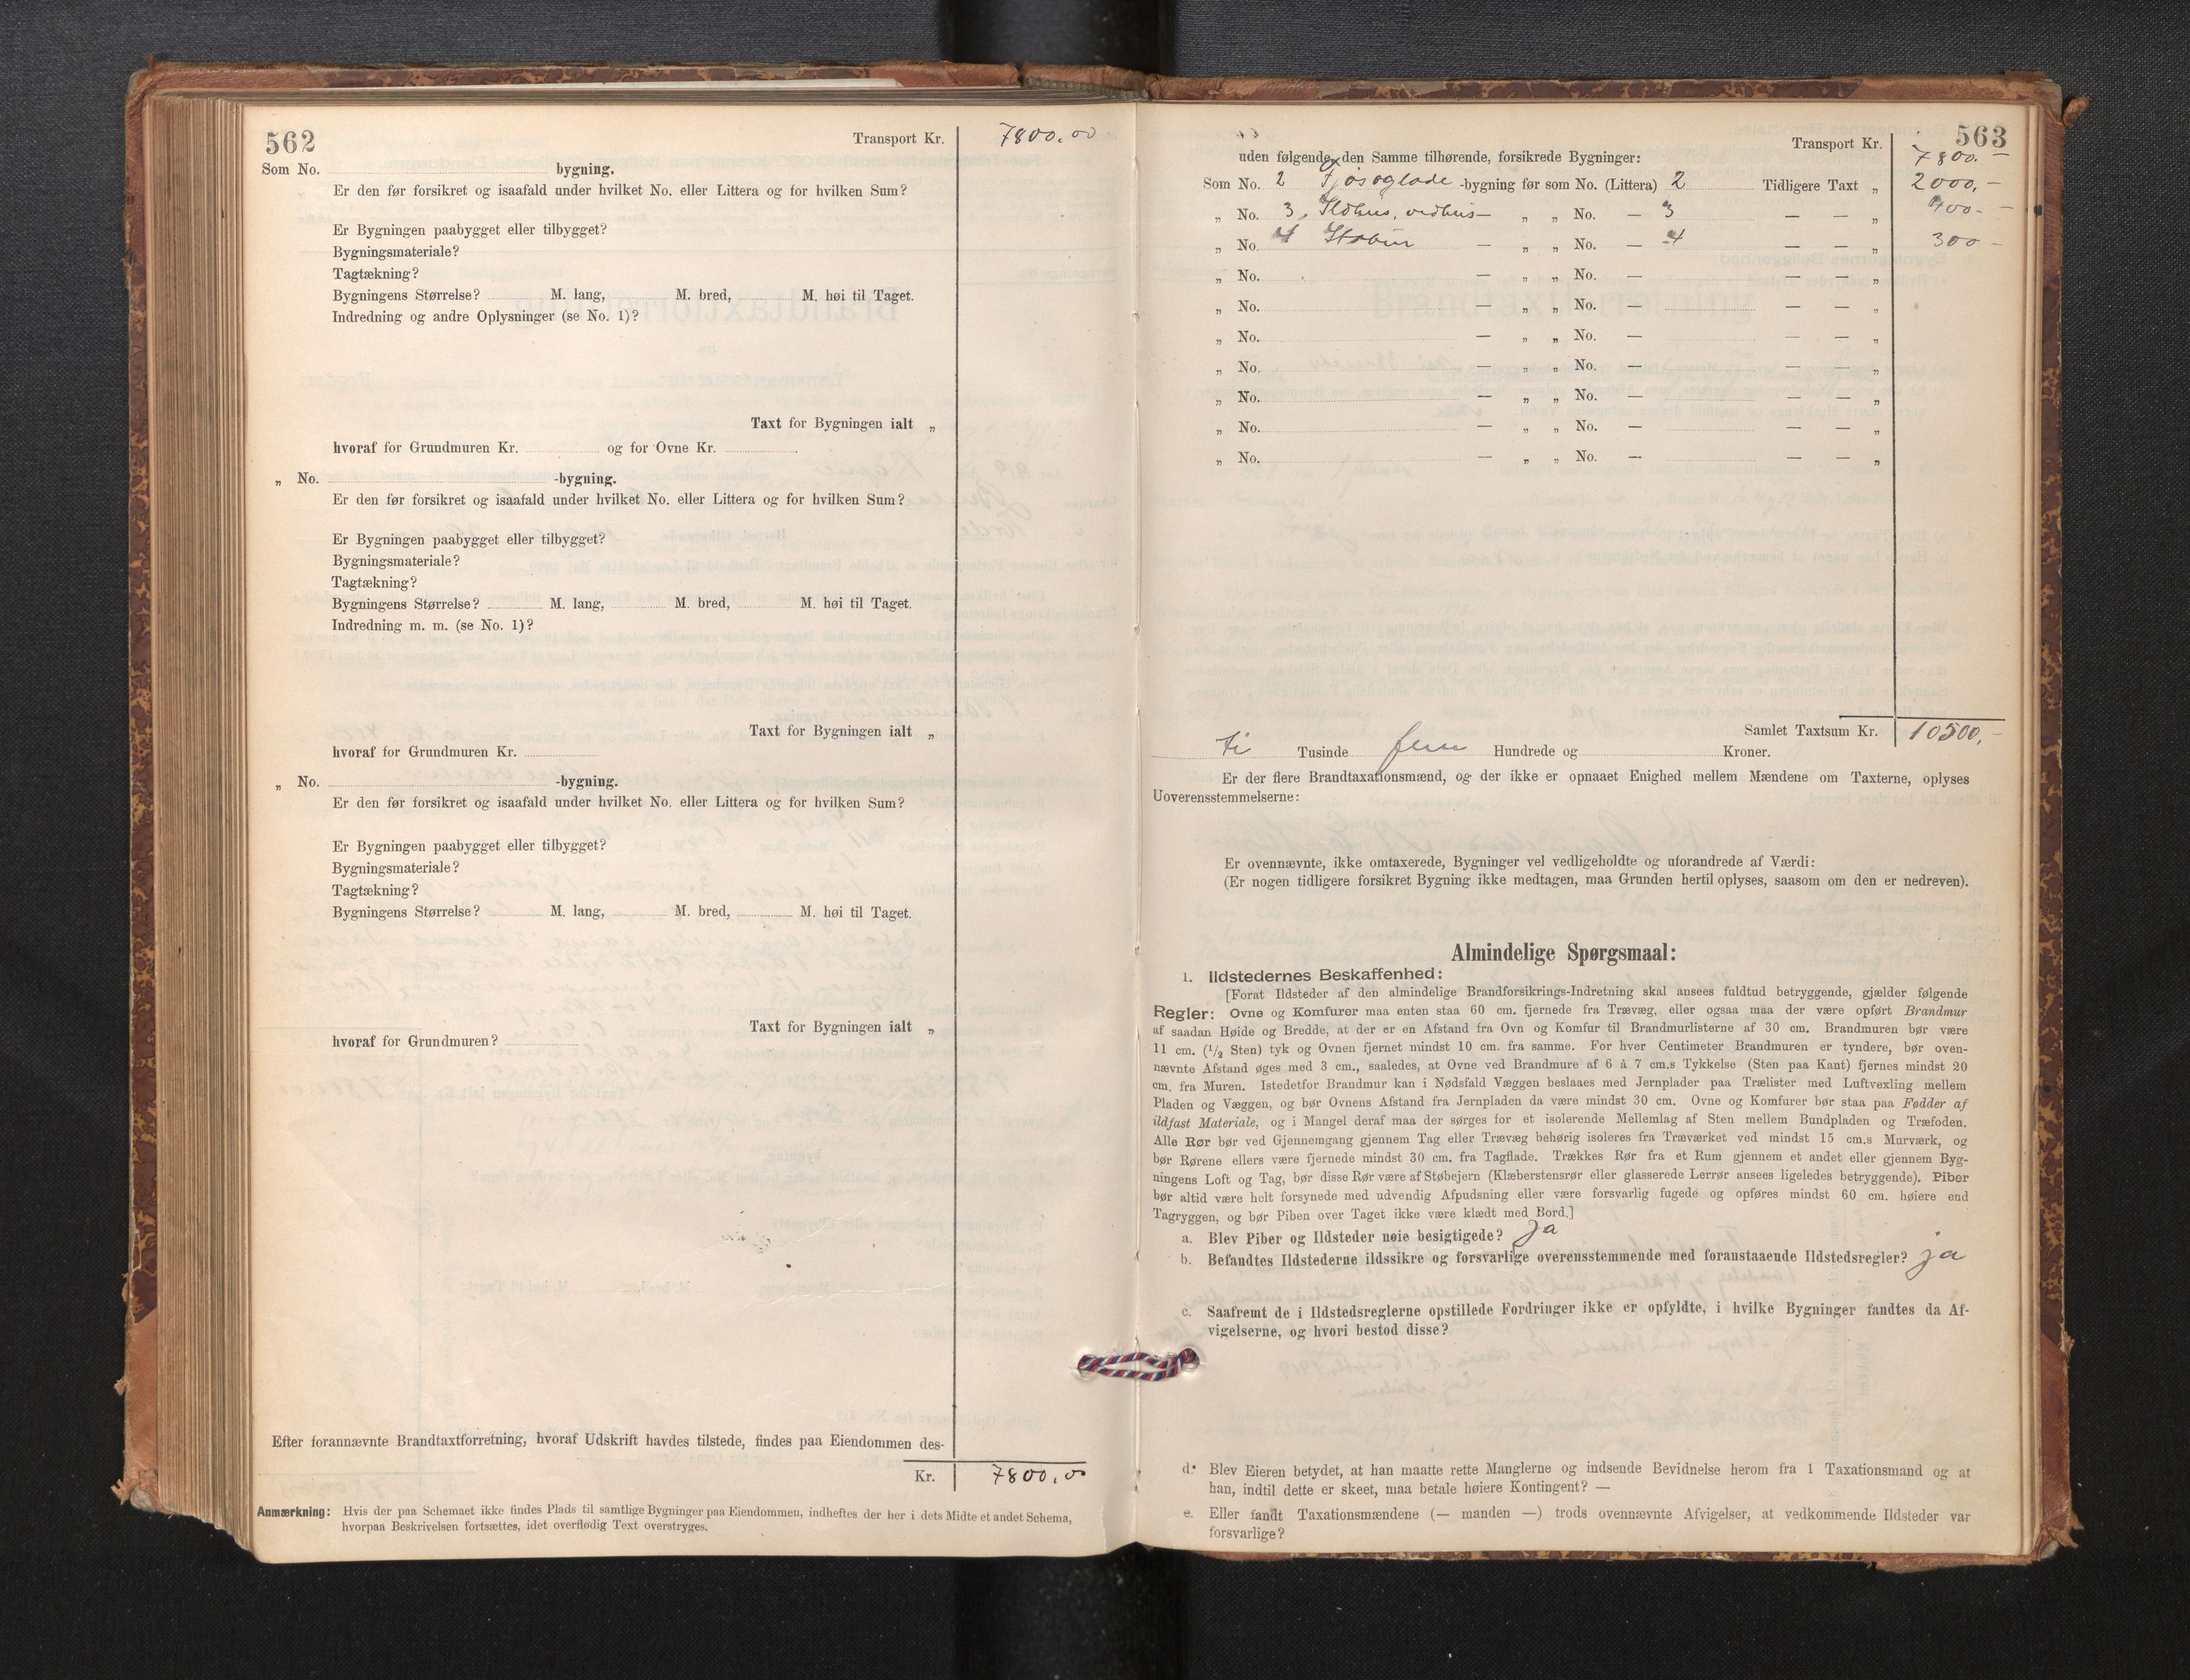 562
Transport Kr. 7800.00
Som No. bygning.
Er den før forsikret og isaafald under hvilket No. eller Littera og for hvilken Sum?
Er Bygningen paabygget eller tilbygget?
Bygningsmateriale?
Tagtækning?
Bygningens Størrelse? M. lang, M. bred, M. høi til Taget.
Indredning og andre Oplysninger (se No. 1)?
Taxt for Bygningen ialt „
hvoraf for Grundmuren Kr. og for Ovne Kr.
„ No. -bygning.
Er den før forsikret og isaafald under hvilket No. eller Littera og for hvilken Sum?
Er Bygningen paabygget eller tilbygget?
Bygningsmateriale?
Tagtækning?
Bygningens Størrelse? M. lang, M. bred, M. høi til Taget.
Indredning m. m. (se No. 1)?
Taxt for Bygningen ialt „
hvoraf for Grundmuren Kr.
„ No. -bygning.
Er den før forsikret og isaafald under hvilket No. eller Littera og for hvilken Sum?
Er Bygningen paabygget eller tilbygget?
Bygningsmateriale?
Tagtækning?
Bygningens Størrelse? M. lang, M. bred, M. høi til Taget.
Taxt for Bygningen ialt „
hvoraf for Grundmuren?
Efter forannævnte Brandtaxtforretning, hvoraf Udskrift havdes tilstede, findes paa Eiendommen des-
Kr. 7800.00
Anmærkning: Hvis der paa Schemaet ikke findes Plads til samtlige Bygninger paa Eiendommen, indheftes der her i dets Midte et andet Schema,
hvorpaa Beskrivelsen fortsættes, idet overflødig Text overstryges.
563
Transport Kr. 7800.—
uden følgende, den Samme tilhørende, forsikrede Bygninger:
Som No. 2 Fjøsoglade -bygning før som No. (Littera) 2 Tidligere Taxt „ 2000,—
„ No. 3, Ildhus, vedhus — „ „ No. — 3 — — „ 400.—
„ No. 4 Stabur — „ „ No. — 4 — — „ 300—
„ No. — „ „ No. — — — „
„ No. — „ „ No. — — — „
„ No. — „ „ No. — — — „
„ No. — „ „ No. — — — „
„ No. — „ „ No. — — — „
„ No. — „ „ No. — — — „
„ No. — „ „ No. — — — „
Samlet Taxtsum Kr. 10500,—
ti Tusinde fem Hundrede og Kroner.
Er der flere Brandtaxationsmænd, og der ikke er opnaaet Enighed mellem Mændene om Taxterne, oplyses
Uoverensstemmelserne:
Er ovennævnte, ikke omtaxerede, Bygninger vel vedligeholdte og uforandrede af Værdi:
(Er nogen tidligere forsikret Bygning ikke medtagen, maa Grunden hertil oplyses, saasom om den er nedreven).
Almindelige Spørgsmaal:
1. Ildstedernes Beskaffenhed:
[Forat Ildsteder af den almindelige Brandforsikrings-Indretning skal ansees fuldtud betryggende, gjælder følgende
Regler: Ovne og Komfurer maa enten staa 60 cm. fjernede fra Trævæg, eller ogsaa maa der være opført Brandmur
af saadan Høide og Bredde, at der er en Afstand fra Ovn og Komfur til Brandmurlisterne af 30 cm. Brandmuren bør være
11 cm. (1/2 Sten) tyk og Ovnen fjernet mindst 10 cm. fra samme. For hver Centimeter Brandmuren er tyndere, bør oven-
nævnte Afstand øges med 3 cm., saaledes, at Ovne ved Brandmure af 6 à 7 cm.s Tykkelse (Sten paa Kant) fjernes mindst 20
cm. fra Muren. Istedetfor Brandmur kan i Nødsfald Væggen beslaaes med Jernplader paa Trælister med Luftvexling mellem
Pladen og Væggen, og bør Ovnens Afstand fra Jernpladen da være mindst 30 cm. Ovne og Komfurer bør staa paa Fødder af
ildfast Materiale, og i Mangel deraf maa der sørges for et isolerende Mellemlag af Sten mellem Bundpladen og Træfoden.
Alle Rør bør ved Gjennemgang gjennem Tag eller Trævæg behørig isoleres fra Træværket ved mindst 15 cm.s Murværk, og
bør Rørene ellers være fjernede mindst 30 cm. fra Tagflade. Trækkes Rør fra et Rum gjennem et andet eller gjennem Byg-
ningens Loft og Tag, bør disse Rør være af Støbejern (Klæberstensrør eller glasserede Lerrør ansees ligeledes betryggende). Piber
bør altid være helt forsynede med udvendig Afpudsning eller være forsvarlig fugede og opføres mindst 60 cm. høiere end
Tagryggen, og bør Piben over Taget ikke være klædt med Bord.]
a. Blev Piber og Ildsteder nøie besigtigede? Ja
b. Befandtes Ildstederne ildssikre og forsvarlige overensstemmende med foranstaaende Ildstedsregler? ja
c. Saafremt de i Ildstedsreglerne opstillede Fordringer ikke er opfyldte, i hvilke Bygninger fandtes da Af-
vigelserne, og hvori bestod disse?
d. Blev Eieren betydet, at han maatte rette Manglerne og indsende Bevidnelse herom fra 1 Taxationsmand og at
han, indtil dette er skeet, maa betale høiere Kontingent? —
e. Eller fandt Taxationsmændene (— manden —) trods ovennævnte Afvigelser, at vedkommende Ildsteder var
forsvarlige?